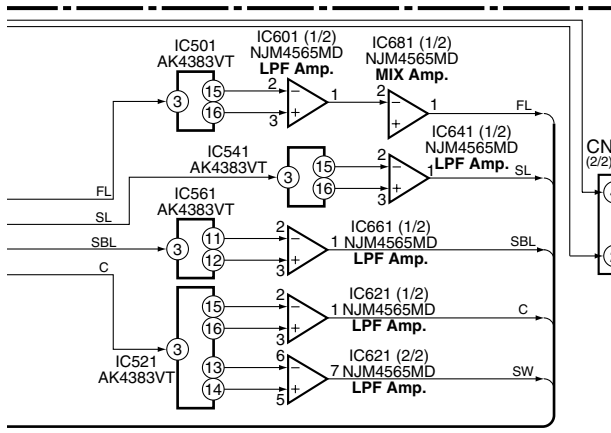 IC501
AK4383VT
3
15
16
IC601 (1/2)
NJM4565MD
LPF Amp.
2
3
1
IC681 (1/2)
NJM4565MD
MIX Amp.
2
1
FL
IC541
AK4383VT
3
15
16
IC641 (1/2)
NJM4565MD
LPF Amp.
2
3
1
SL
CN
(2/2)
FL
SL
SBL
C
IC561
AK4383VT
3
11
12
2
3
1
IC661 (1/2)
NJM4565MD
LPF Amp.
SBL
IC521
AK4383VT
3
15
16
13
14
2
3
1
IC621 (1/2)
NJM4565MD
LPF Amp.
C
6
5
7
IC621 (2/2)
NJM4565MD
LPF Amp.
SW